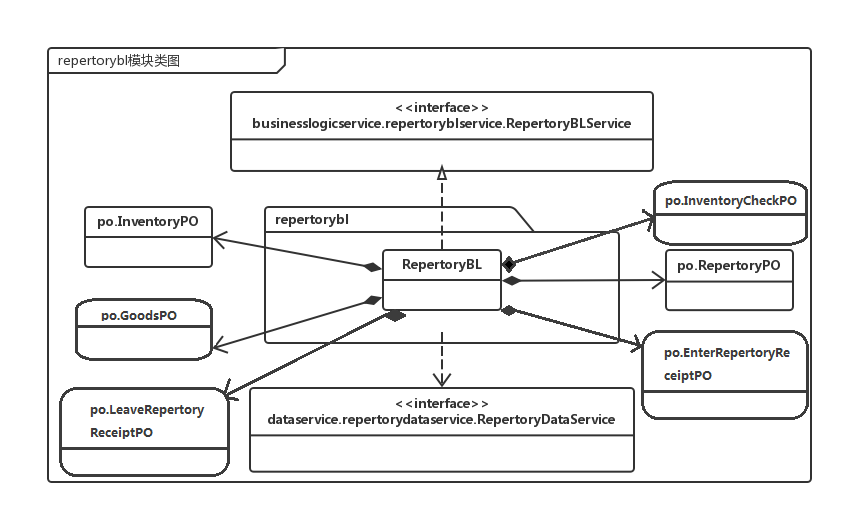 repertorybl模块类图
<<interface>>
businesslogicservice.repertoryblservice.RepertoryBLService
po.InventoryCheckPO
po.InventoryPO
repertorybl
RepertoryBL
po.RepertoryPO
po.GoodsPO
po.EnterRepertoryRe
ceiptPO
po.LeaveRepertory
ReceiptPO
<<interface>>
dataservice.repertorydataservice.RepertoryDataService